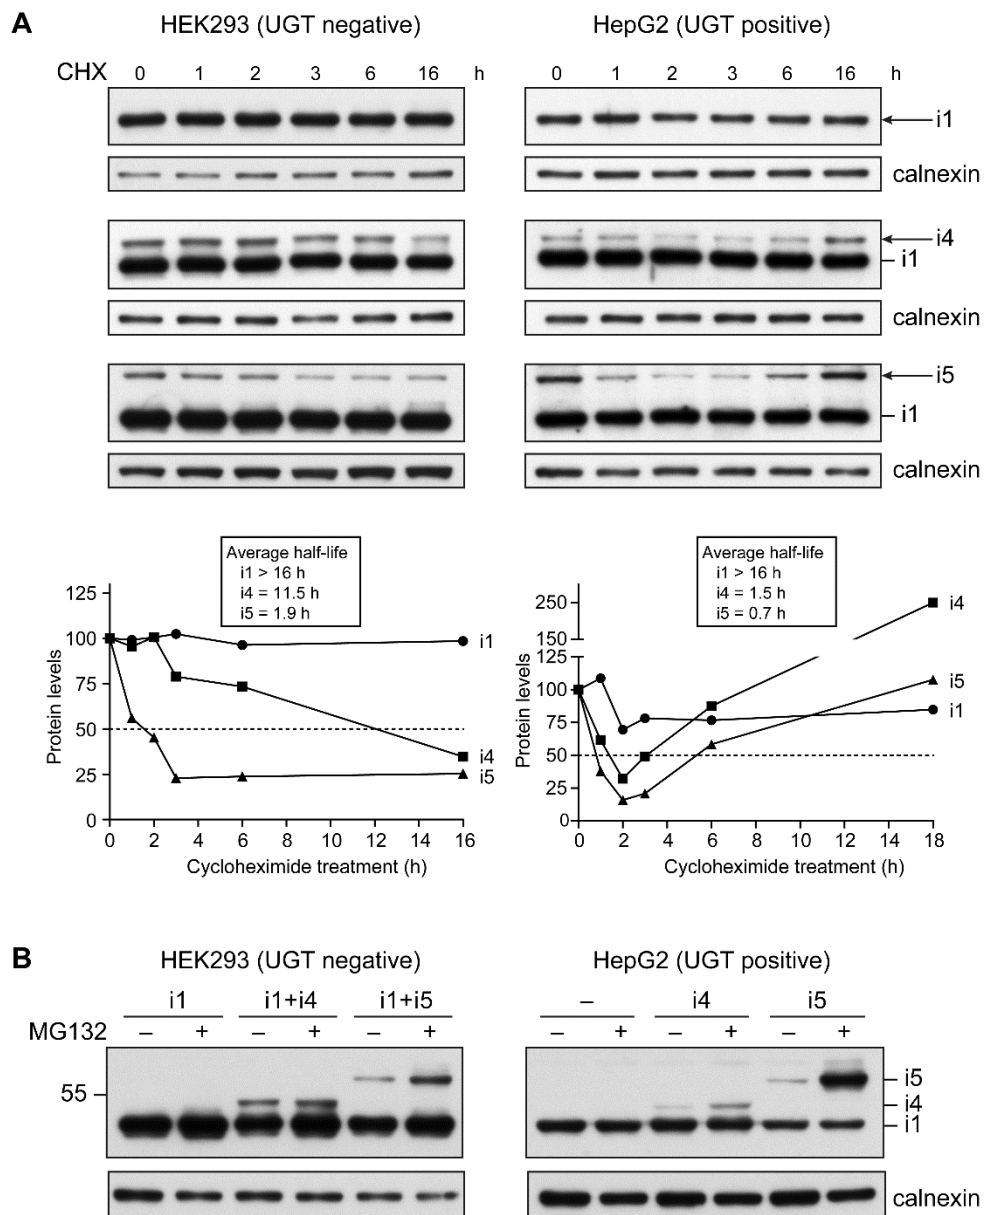 A
HEK293 (UGT negative)
HepG2 (UGT positive)
CHX 0 1 2 3 6 16 h
0 1 2 3 6 16 h
i1
calnexin
i4
i1
calnexin
i5
i1
calnexin
Average half-life
i1 > 16 h
i4 = 11.5 h
i5 = 1.9 h
125
100
75
50
25
0
Protein levels
i1
i4
i5
0 2 4 6 8 10 12 14 16
Cycloheximide treatment (h)
Average half-life
i1 > 16 h
i4 = 1.5 h
i5 = 0.7 h
250
150
125
100
75
50
25
0
Protein levels
i4
i5
i1
0 2 4 6 8 10 12 14 18
Cycloheximide treatment (h)
B
HEK293 (UGT negative)
HepG2 (UGT positive)
i1 i1+i4 i1+i5
– i4 i5
MG132 – + – + – +
– + – + – +
55
i5
i4
i1
calnexin